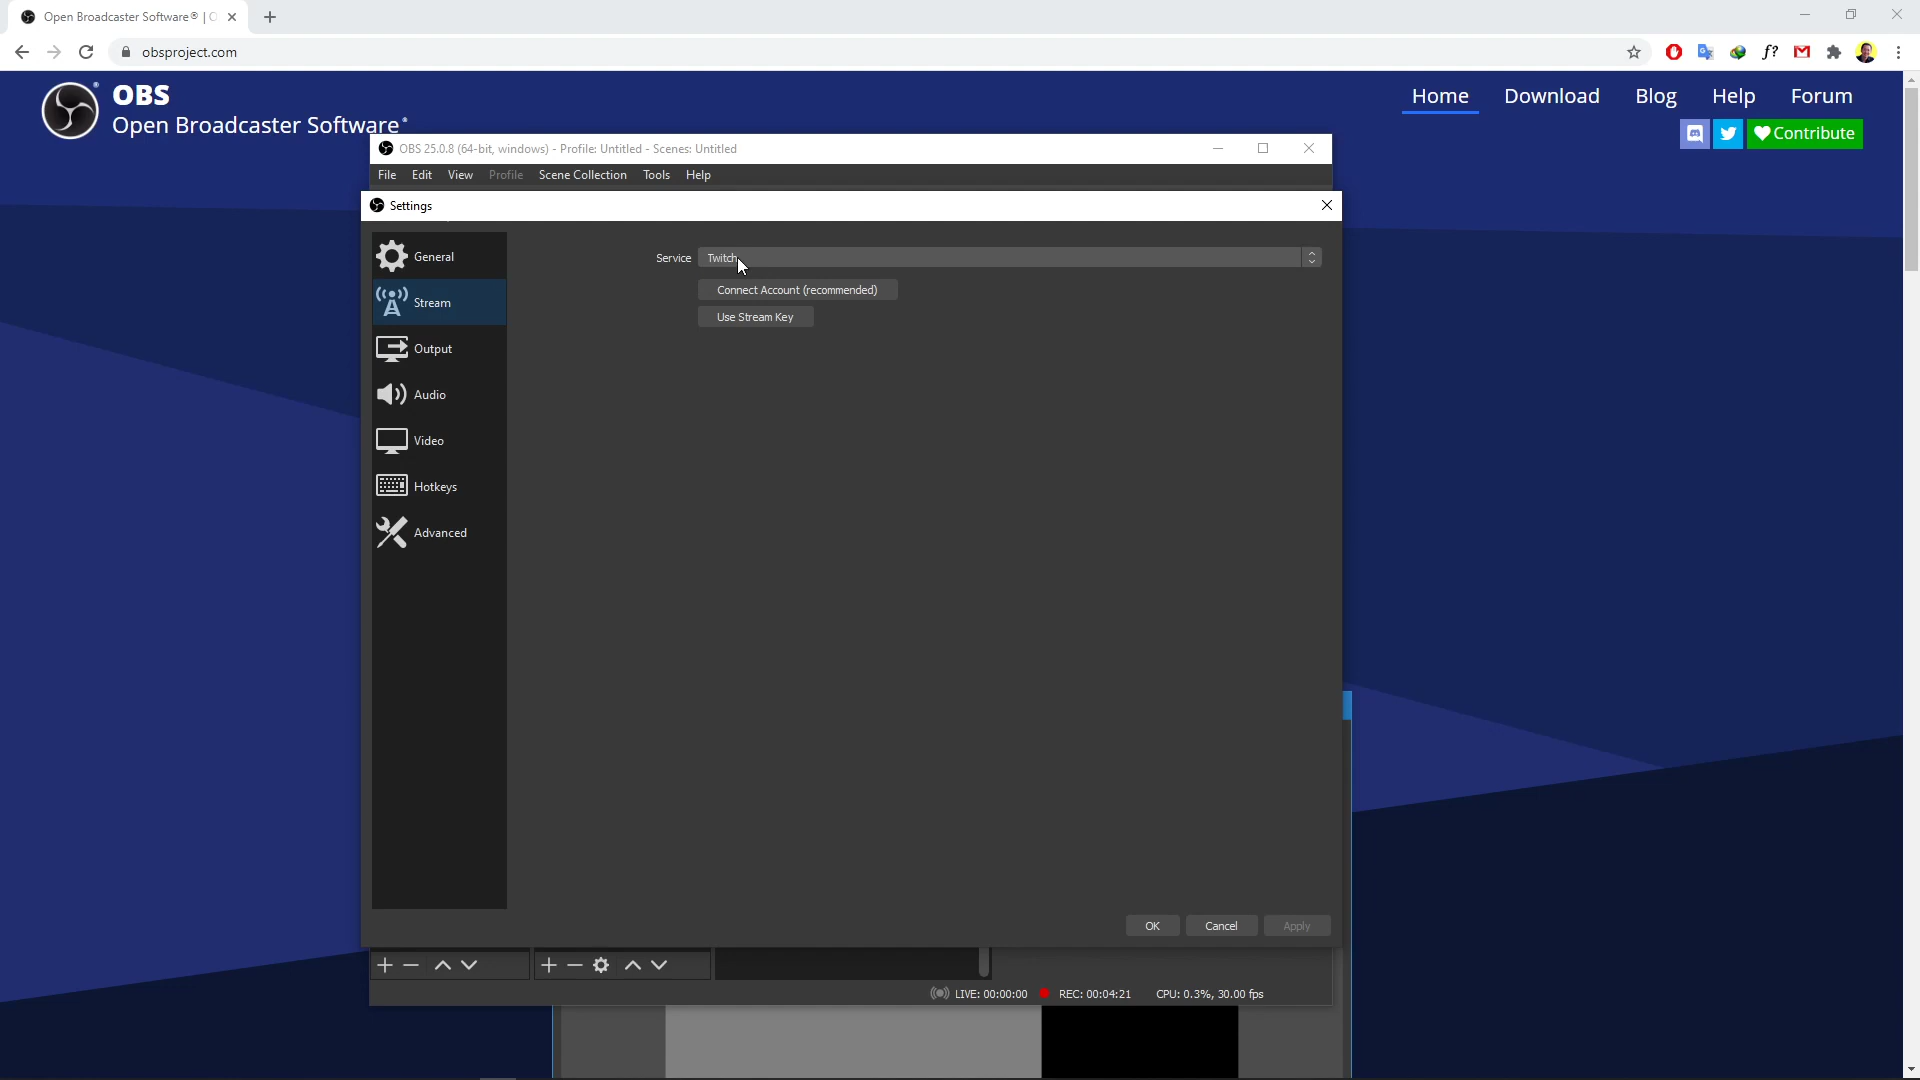 Open Broadcaster Software® |
obsproject.com
f?
OBS
Open Broadcaster Software®
Home
Download
Blog
Help
Forum
Contribute
OBS 25.0.8 (64-bit, windows) - Profile: Untitled - Scenes: Untitled
File
Edit
View
Profile
Scene Collection
Tools
Help
Settings
General
Stream
Output
Audio
Video
Hotkeys
Advanced
Service
Twitch
Connect Account (recommended)
Use Stream Key
OK
Cancel
Apply
LIVE: 00:00:00
REC: 00:04:21
CPU: 0.3%, 30.00 fps